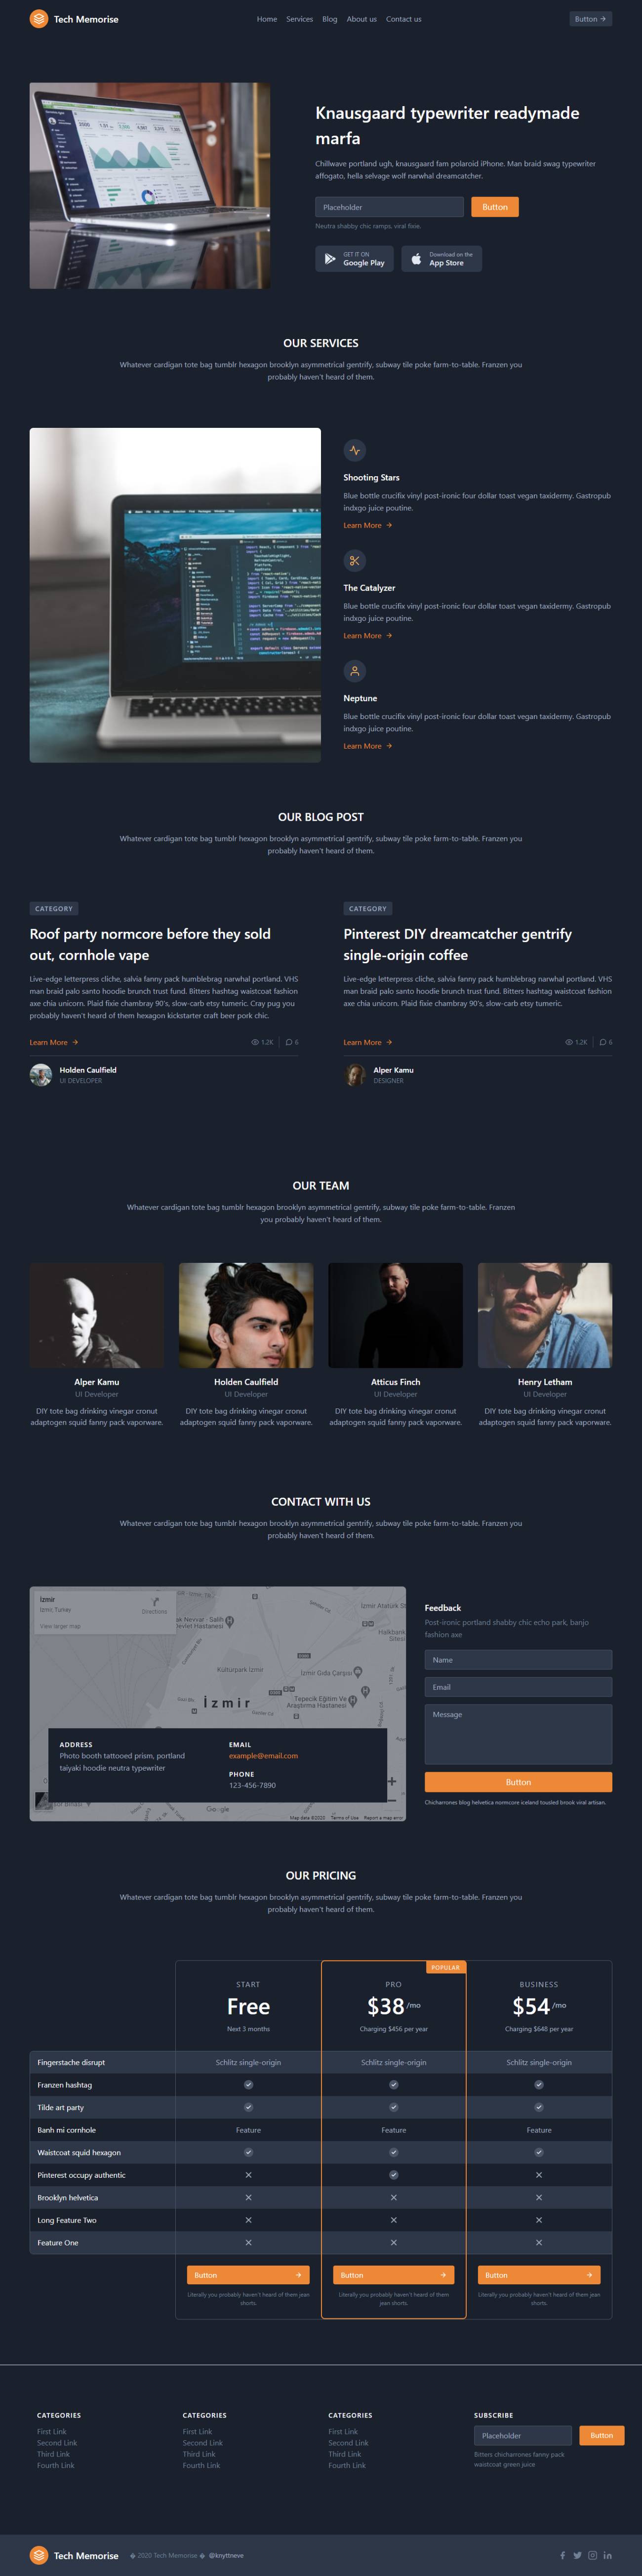 Tech Memorise
Home Services Blog About us Contact us
Button
Knausgaard typewriter readymade
marfa
Chillwave portland ugh, knausgaard fam polaroid iPhone. Man braid swag typewriter
affogato, hella selvage wolf narwhal dreamcatcher.
Placeholder
Button
Neutra shabby chic ramps, viral fixie.
GET IT ON
Google Play
Download on the
App Store
OUR SERVICES
Whatever cardigan tote bag tumblr hexagon brooklyn asymmetrical gentrify, subway tile poke farm-to-table. Franzen you
probably haven't heard of them.
Shooting Stars
Blue bottle crucifix vinyl post-ironic four dollar toast vegan taxidermy. Gastropub
indxgo juice poutine.
Learn More
The Catalyzer
Blue bottle crucifix vinyl post-ironic four dollar toast vegan taxidermy. Gastropub
indxgo juice poutine.
Learn More
Neptune
Blue bottle crucifix vinyl post-ironic four dollar toast vegan taxidermy. Gastropub
indxgo juice poutine.
Learn More
OUR BLOG POST
Whatever cardigan tote bag tumblr hexagon brooklyn asymmetrical gentrify, subway tile poke farm-to-table. Franzen you
probably haven't heard of them.
CATEGORY
Roof party normcore before they sold
out, cornhole vape
Live-edge letterpress cliche, salvia fanny pack humblebrag narwhal portland. VHS
man braid palo santo hoodie brunch trust fund. Bitters hashtag waistcoat fashion
axe chia unicorn. Plaid fixie chambray 90's, slow-carb etsy tumeric. Cray pug you
probably haven't heard of them hexagon kickstarter craft beer pork chic.
Learn More
1.2K
6
Holden Caulfield
UI DEVELOPER
CATEGORY
Pinterest DIY dreamcatcher gentrify
single-origin coffee
Live-edge letterpress cliche, salvia fanny pack humblebrag narwhal portland. VHS
man braid palo santo hoodie brunch trust fund. Bitters hashtag waistcoat fashion
axe chia unicorn. Plaid fixie chambray 90's, slow-carb etsy tumeric.
Learn More
1.2K
6
Alper Kamu
DESIGNER
OUR TEAM
Whatever cardigan tote bag tumblr hexagon brooklyn asymmetrical gentrify, subway tile poke farm-to-table. Franzen
you probably haven't heard of them.
Alper Kamu
UI Developer
DIY tote bag drinking vinegar cronut
adaptogen squid fanny pack vaporware.
Holden Caulfield
UI Developer
DIY tote bag drinking vinegar cronut
adaptogen squid fanny pack vaporware.
Atticus Finch
UI Developer
DIY tote bag drinking vinegar cronut
adaptogen squid fanny pack vaporware.
Henry Letham
UI Developer
DIY tote bag drinking vinegar cronut
adaptogen squid fanny pack vaporware.
CONTACT WITH US
Whatever cardigan tote bag tumblr hexagon brooklyn asymmetrical gentrify, subway tile poke farm-to-table. Franzen you
probably haven't heard of them.
İzmir
İzmir, Turkey
Directions
View larger map
Nevvar - Salih
Devlet Hastanesi
İzmir Atatürk
Halkbank
Sitesi
Kültürpark İzmir
İzmir Gıda Çarşısı
İzmir
Tepecik Eğitim Ve
Araştırma Hastanesi
ADDRESS
Photo booth tattooed prism, portland
taiyaki hoodie neutra typewriter
EMAIL
example@email.com
PHONE
123-456-7890
Google
Map data ©2020 Terms of Use Report a map error
Feedback
Post-ironic portland shabby chic echo park, banjo
fashion axe
Name
Email
Message
Button
Chicharrones blog helvetica normcore iceland tousled brook viral artisan.
OUR PRICING
Whatever cardigan tote bag tumblr hexagon brooklyn asymmetrical gentrify, subway tile poke farm-to-table. Franzen you
probably haven't heard of them.
POPULAR
START PRO BUSINESS
Free $38 /mo $54 /mo
Next 3 months Charging $456 per year Charging $648 per year
Fingerstache disrupt Schlitz single-origin Schlitz single-origin Schlitz single-origin
Franzen hashtag
Tilde art party
Banh mi cornhole Feature Feature Feature
Waistcoat squid hexagon
Pinterest occupy authentic
Brooklyn helvetica
Long Feature Two
Feature One
Button Button Button
Literally you probably haven't heard of them jean
shorts.
Literally you probably haven't heard of them
jean shorts.
Literally you probably haven't heard of them jean
shorts.
CATEGORIES
First Link
Second Link
Third Link
Fourth Link
CATEGORIES
First Link
Second Link
Third Link
Fourth Link
CATEGORIES
First Link
Second Link
Third Link
Fourth Link
SUBSCRIBE
Placeholder
Button
Bitters chicharrones fanny pack
waistcoat green juice
Tech Memorise
� 2020 Tech Memorise � @knyttneve